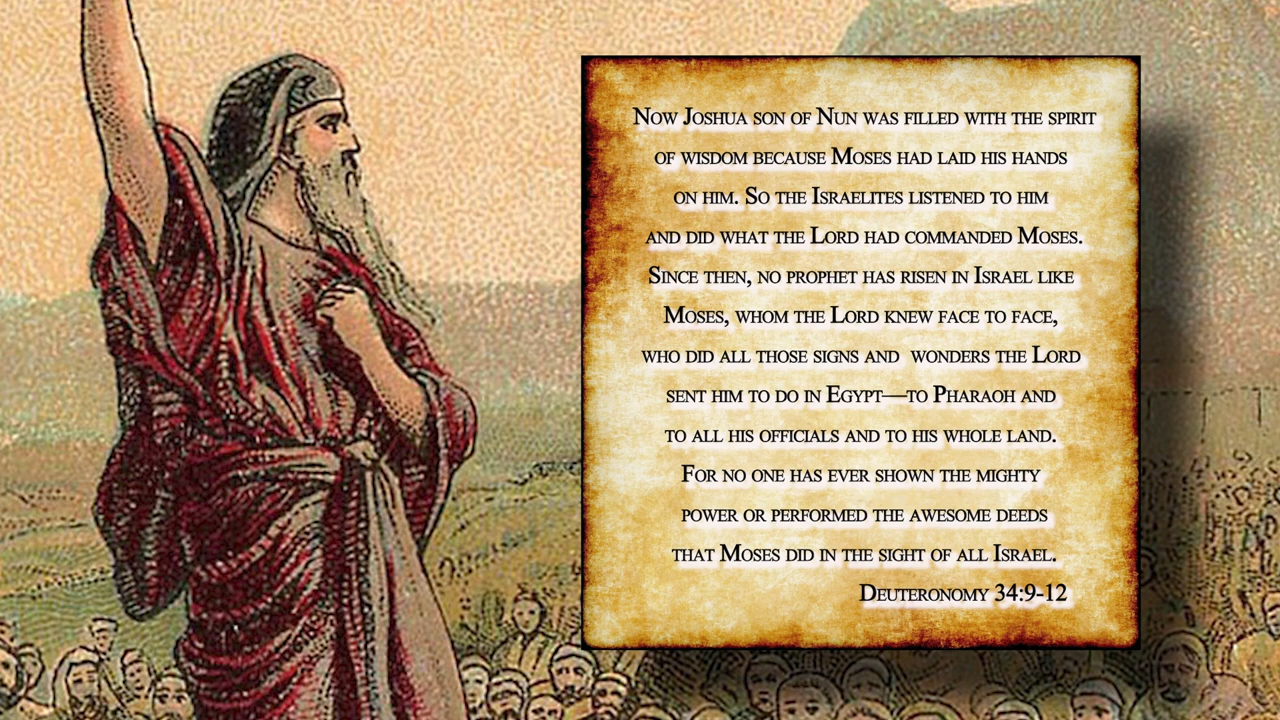 Now Joshua son of Nun was filled with the spirit
of wisdom because Moses had laid his hands
on him. So the Israelites listened to him
and did what the Lord had commanded Moses.
Since then, no prophet has risen in Israel like
Moses, whom the Lord knew face to face,
who did all those signs and  wonders the Lord
sent him to do in Egypt—to Pharaoh and
to all his officials and to his whole land.
For no one has ever shown the mighty
power or performed the awesome deeds
that Moses did in the sight of all Israel.
Deuteronomy 34:9-12